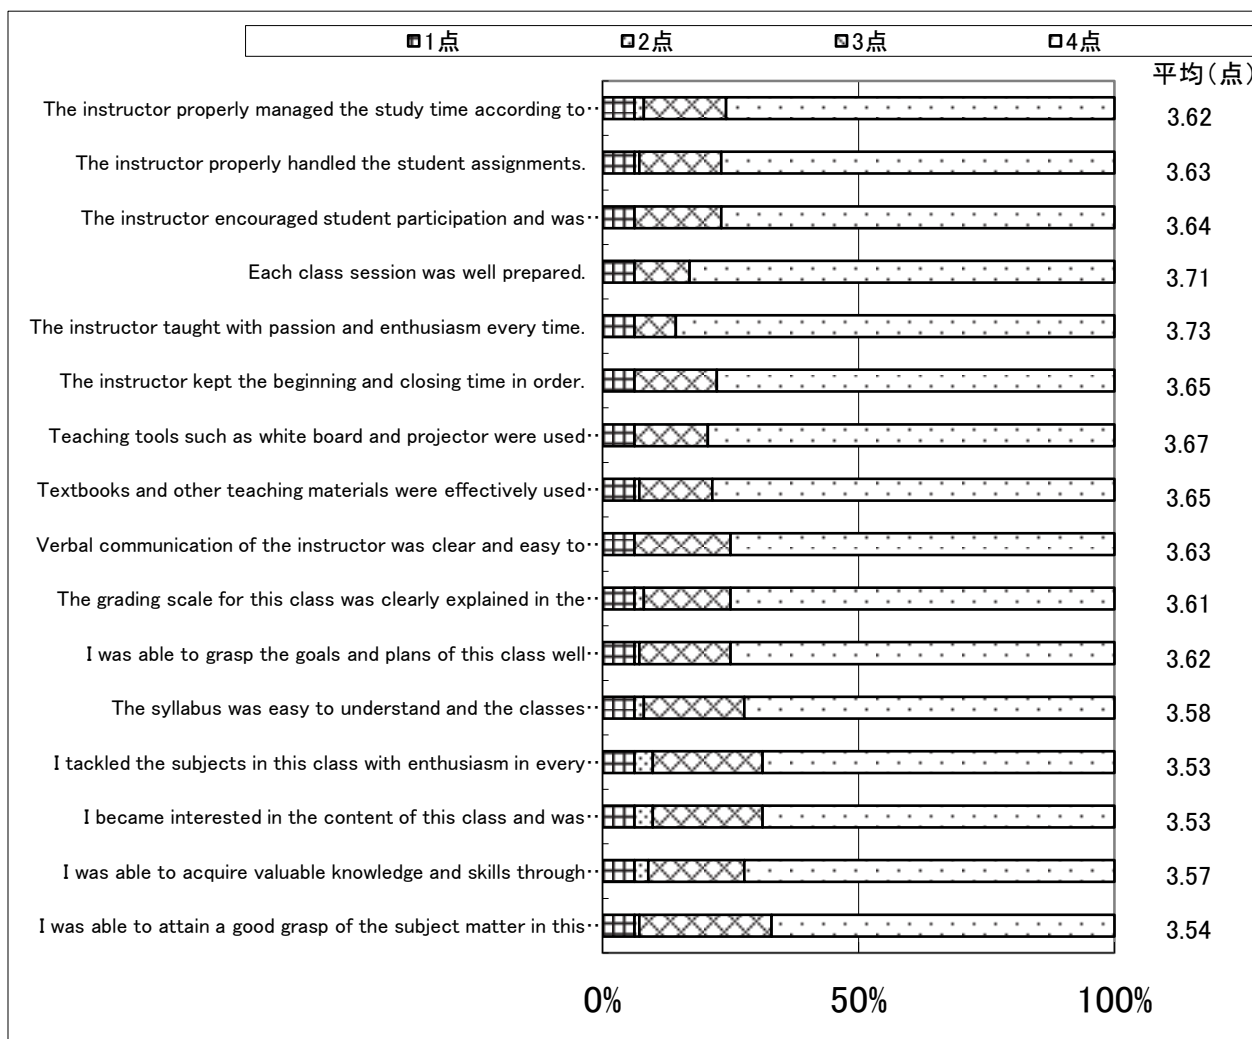 1点 2点 3点 4点
平均(点)
The instructor properly managed the study time according to… 3.62
The instructor properly handled the student assignments. 3.63
The instructor encouraged student participation and was… 3.64
Each class session was well prepared. 3.71
The instructor taught with passion and enthusiasm every time. 3.73
The instructor kept the beginning and closing time in order. 3.65
Teaching tools such as white board and projector were used… 3.67
Textbooks and other teaching materials were effectively used… 3.65
Verbal communication of the instructor was clear and easy to… 3.63
The grading scale for this class was clearly explained in the… 3.61
I was able to grasp the goals and plans of this class well… 3.62
The syllabus was easy to understand and the classes… 3.58
I tackled the subjects in this class with enthusiasm in every… 3.53
I became interested in the content of this class and was… 3.53
I was able to acquire valuable knowledge and skills through… 3.57
I was able to attain a good grasp of the subject matter in this… 3.54
0% 50% 100%